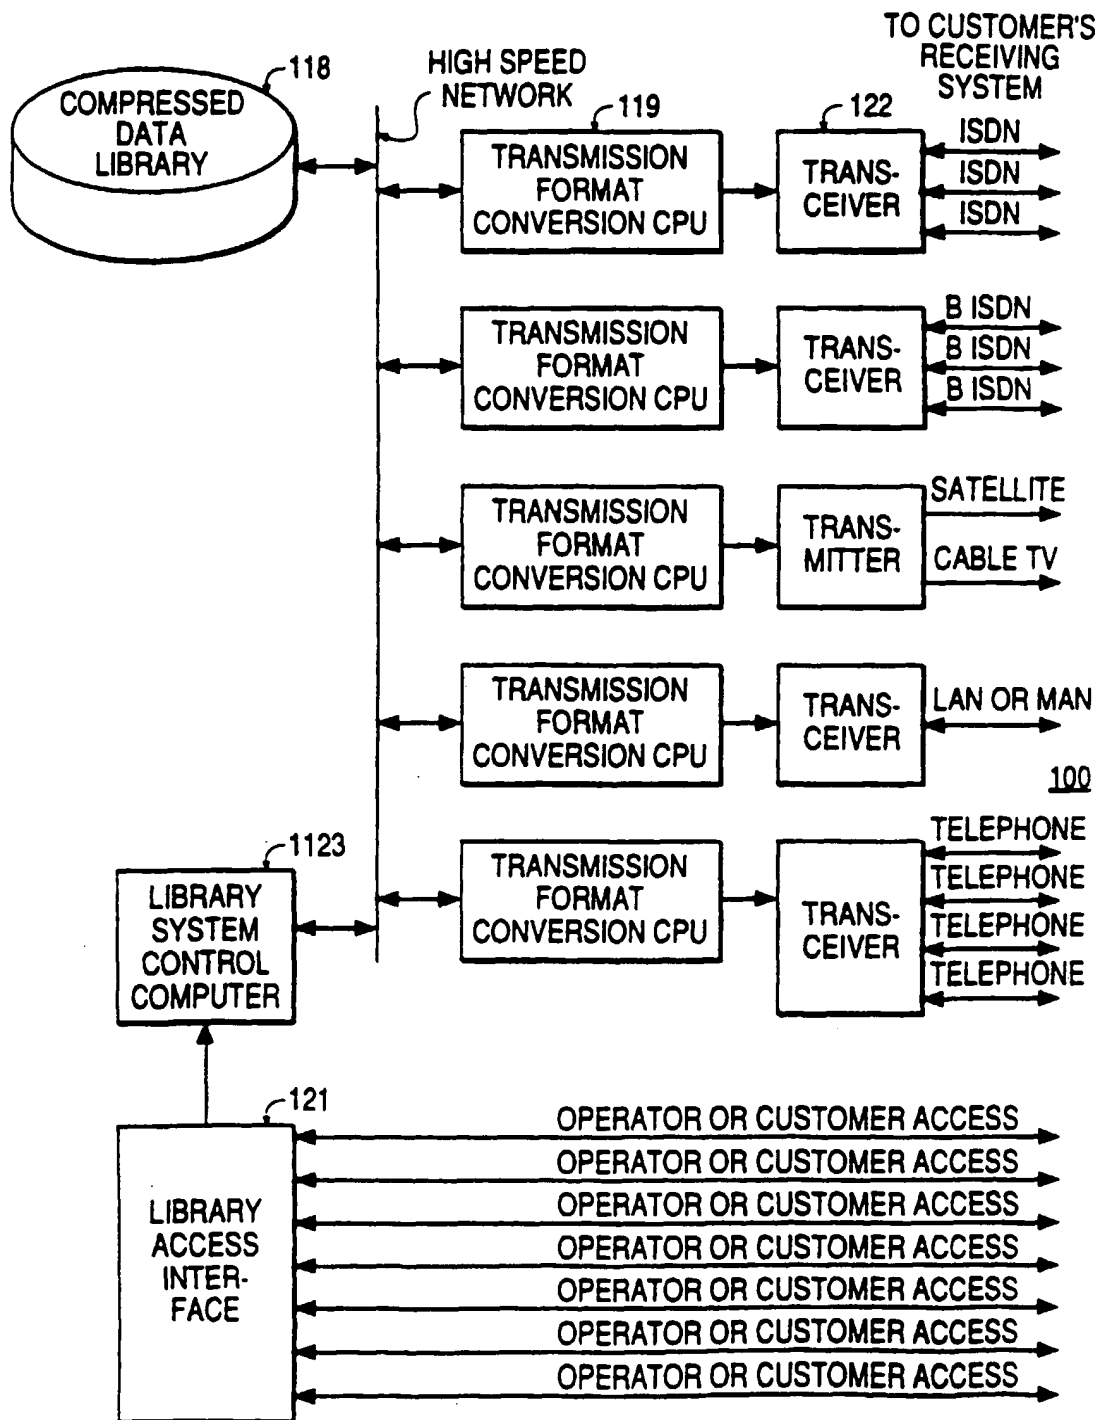 TO CUSTOMER'S
RECEIVING
SYSTEM
118
COMPRESSED
DATA
LIBRARY
HIGH SPEED
NETWORK
119
TRANSMISSION
FORMAT
CONVERSION CPU
122
TRANS-
CEIVER
ISDN
ISDN
ISDN
TRANSMISSION
FORMAT
CONVERSION CPU
TRANS-
CEIVER
B ISDN
B ISDN
B ISDN
TRANSMISSION
FORMAT
CONVERSION CPU
TRANS-
MITTER
SATELLITE
CABLE TV
TRANSMISSION
FORMAT
CONVERSION CPU
TRANS-
CEIVER
LAN OR MAN
100
1123
LIBRARY
SYSTEM
CONTROL
COMPUTER
TRANSMISSION
FORMAT
CONVERSION CPU
TRANS-
CEIVER
TELEPHONE
TELEPHONE
TELEPHONE
TELEPHONE
121
LIBRARY
ACCESS
INTER-
FACE
OPERATOR OR CUSTOMER ACCESS
OPERATOR OR CUSTOMER ACCESS
OPERATOR OR CUSTOMER ACCESS
OPERATOR OR CUSTOMER ACCESS
OPERATOR OR CUSTOMER ACCESS
OPERATOR OR CUSTOMER ACCESS
OPERATOR OR CUSTOMER ACCESS